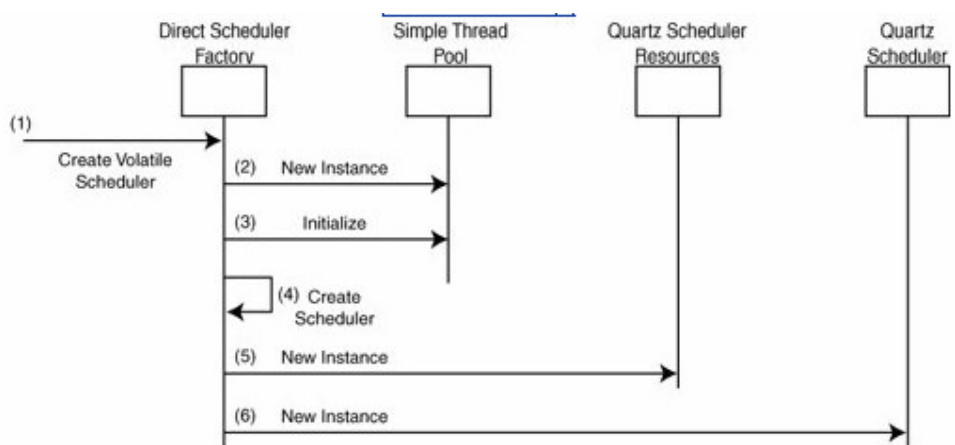 Direct Scheduler
Factory
Simple Thread
Pool
Quartz Scheduler
Resources
Quartz
Scheduler
(1)
Create Volatile
Scheduler
(2) New Instance
(3) Initialize
(4) Create
Scheduler
(5) New Instance
(6) New Instance